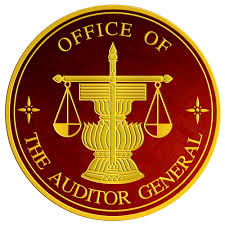 OFFICE OF
THE AUDITOR GENERAL